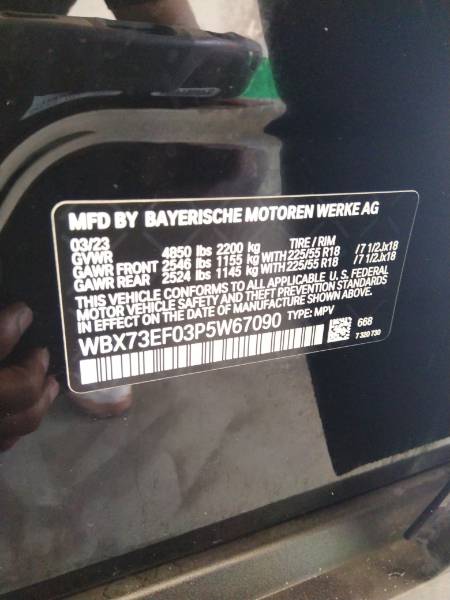 MFD BY BAYERISCHE MOTOREN WERKE AG
03/23 TIRE / RIM
GVWR 4850 lbs 2200 kg
GAWR FRONT 2546 lbs 1155 kg WITH 225/55 R18 /7 1/2Jx18
GAWR REAR 2524 lbs 1145 kg WITH 225/55 R18 /7 1/2Jx18
THIS VEHICLE CONFORMS TO ALL APPLICABLE U. S. FEDERAL
MOTOR VEHICLE SAFETY AND THEFT PREVENTION STANDARDS
IN EFFECT ON THE DATE OF MANUFACTURE SHOWN ABOVE.
WBX73EF03P5W67090 TYPE: MPV
668
7 320 730